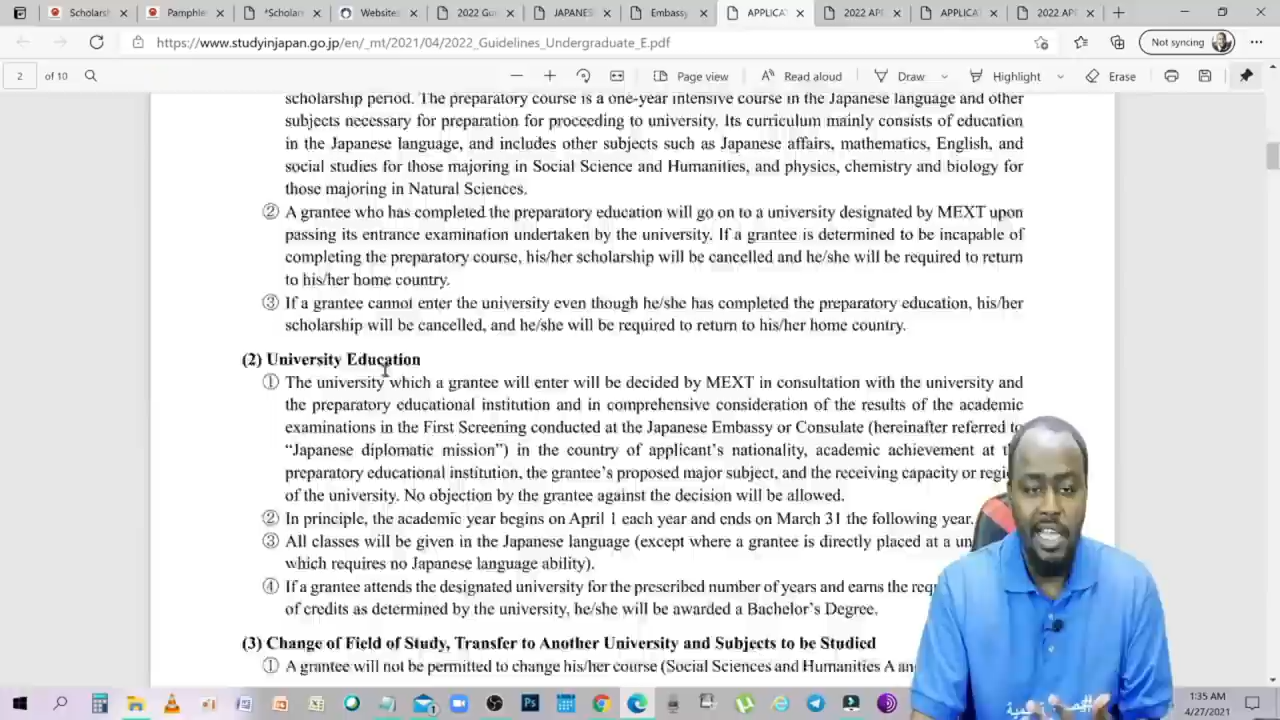 Scholarsh
Pamphle
*Scholar
Website
2022 Gui
JAPANES
Embassy
APPLICAT
2022 APP
APPLICA
2022 APP
https://www.studyinjapan.go.jp/en/_mt/2021/04/2022_Guidelines_Undergraduate_E.pdf
Not syncing
2 of 10
Page view
Read aloud
Draw
Highlight
Erase
scholarship period. The preparatory course is a one-year intensive course in the Japanese language and other
subjects necessary for preparation for proceeding to university. Its curriculum mainly consists of education
in the Japanese language, and includes other subjects such as Japanese affairs, mathematics, English, and
social studies for those majoring in Social Science and Humanities, and physics, chemistry and biology for
those majoring in Natural Sciences.
② A grantee who has completed the preparatory education will go on to a university designated by MEXT upon
passing its entrance examination undertaken by the university. If a grantee is determined to be incapable of
completing the preparatory course, his/her scholarship will be cancelled and he/she will be required to return
to his/her home country.
③ If a grantee cannot enter the university even though he/she has completed the preparatory education, his/her
scholarship will be cancelled, and he/she will be required to return to his/her home country.
(2) University Education
① The university which a grantee will enter will be decided by MEXT in consultation with the university and
the preparatory educational institution and in comprehensive consideration of the results of the academic
examinations in the First Screening conducted at the Japanese Embassy or Consulate (hereinafter referred to
“Japanese diplomatic mission”) in the country of applicant’s nationality, academic achievement at
preparatory educational institution, the grantee’s proposed major subject, and the receiving capacity or
of the university. No objection by the grantee against the decision will be allowed.
② In principle, the academic year begins on April 1 each year and ends on March 31 the following year.
③ All classes will be given in the Japanese language (except where a grantee is directly placed at a
which requires no Japanese language ability).
④ If a grantee attends the designated university for the prescribed number of years and earns the
of credits as determined by the university, he/she will be awarded a Bachelor’s Degree.
(3) Change of Field of Study, Transfer to Another University and Subjects to be Studied
① A grantee will not be permitted to change his/her course (Social Sciences and Humanities A
1:35 AM
4/27/2021